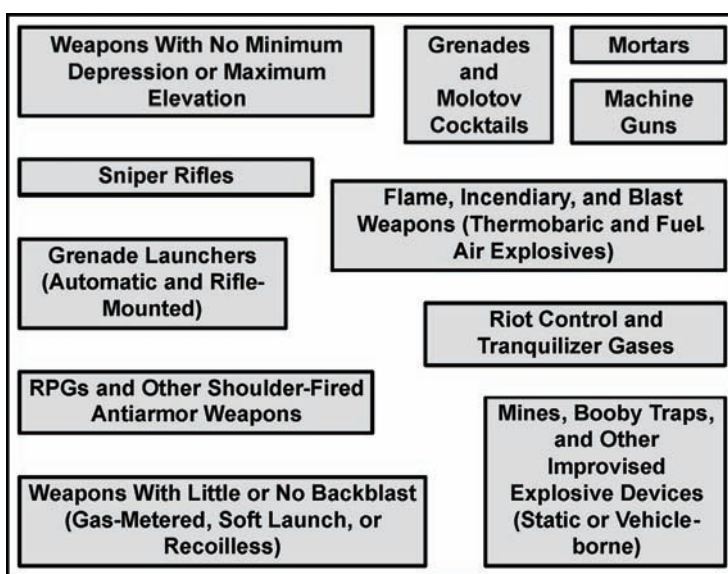 Weapons With No Minimum
Depression or Maximum
Elevation
Grenades
and
Molotov
Cocktails
Mortars
Machine
Guns
Sniper Rifles
Flame, Incendiary, and Blast
Weapons (Thermobaric and Fuel-
Air Explosives)
Grenade Launchers
(Automatic and Rifle-
Mounted)
Riot Control and
Tranquilizer Gases
RPGs and Other Shoulder-Fired
Antiarmor Weapons
Mines, Booby Traps,
and Other
Improvised
Explosive Devices
(Static or Vehicle-
borne)
Weapons With Little or No Backblast
(Gas-Metered, Soft Launch, or
Recoilless)